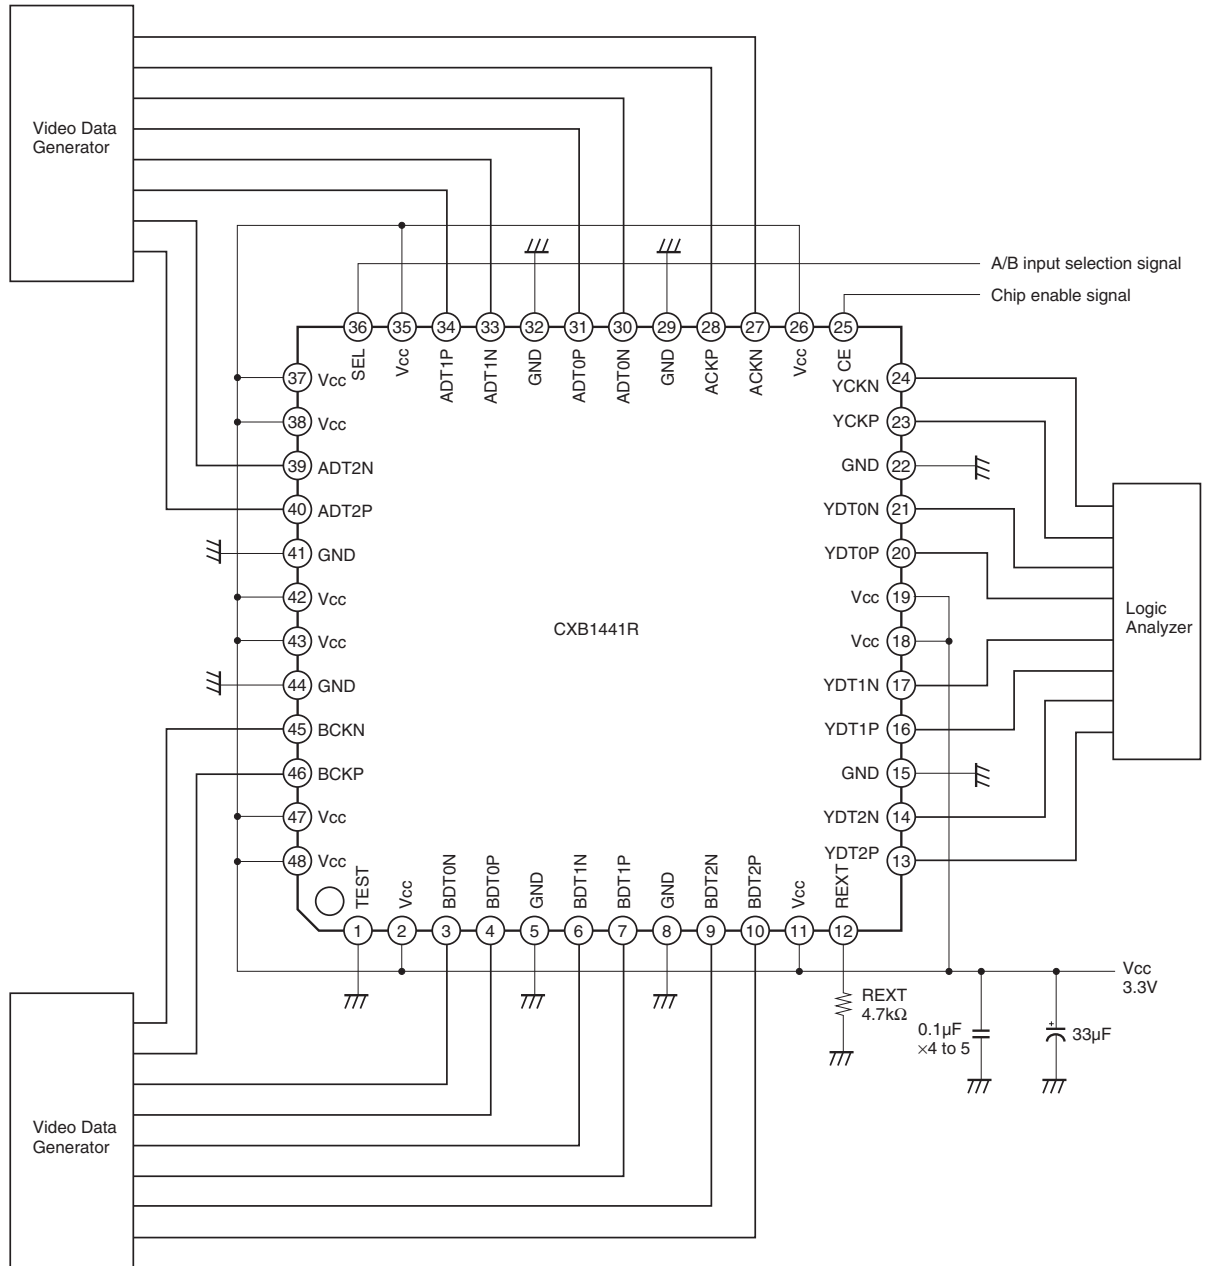 Video Data
Generator
A/B input selection signal
Chip enable signal
36 35 34 33 32 31 30 29 28 27 26 25
SEL
Vcc
ADT1P
ADT1N
GND
ADT0P
ADT0N
GND
ACKP
ACKN
Vcc
CE
37 Vcc
38 Vcc
39 ADT2N
40 ADT2P
41 GND
42 Vcc
43 Vcc
44 GND
45 BCKN
46 BCKP
47 Vcc
48 Vcc
CXB1441R
YCKN 24
YCKP 23
GND 22
YDT0N 21
YDT0P 20
Vcc 19
Vcc 18
YDT1N 17
YDT1P 16
GND 15
YDT2N 14
YDT2P 13
Logic
Analyzer
TEST
Vcc
BDT0N
BDT0P
GND
BDT1N
BDT1P
GND
BDT2N
BDT2P
Vcc
REXT
1 2 3 4 5 6 7 8 9 10 11 12
Vcc
3.3V
REXT
4.7kΩ
0.1µF
×4 to 5
+
33µF
Video Data
Generator